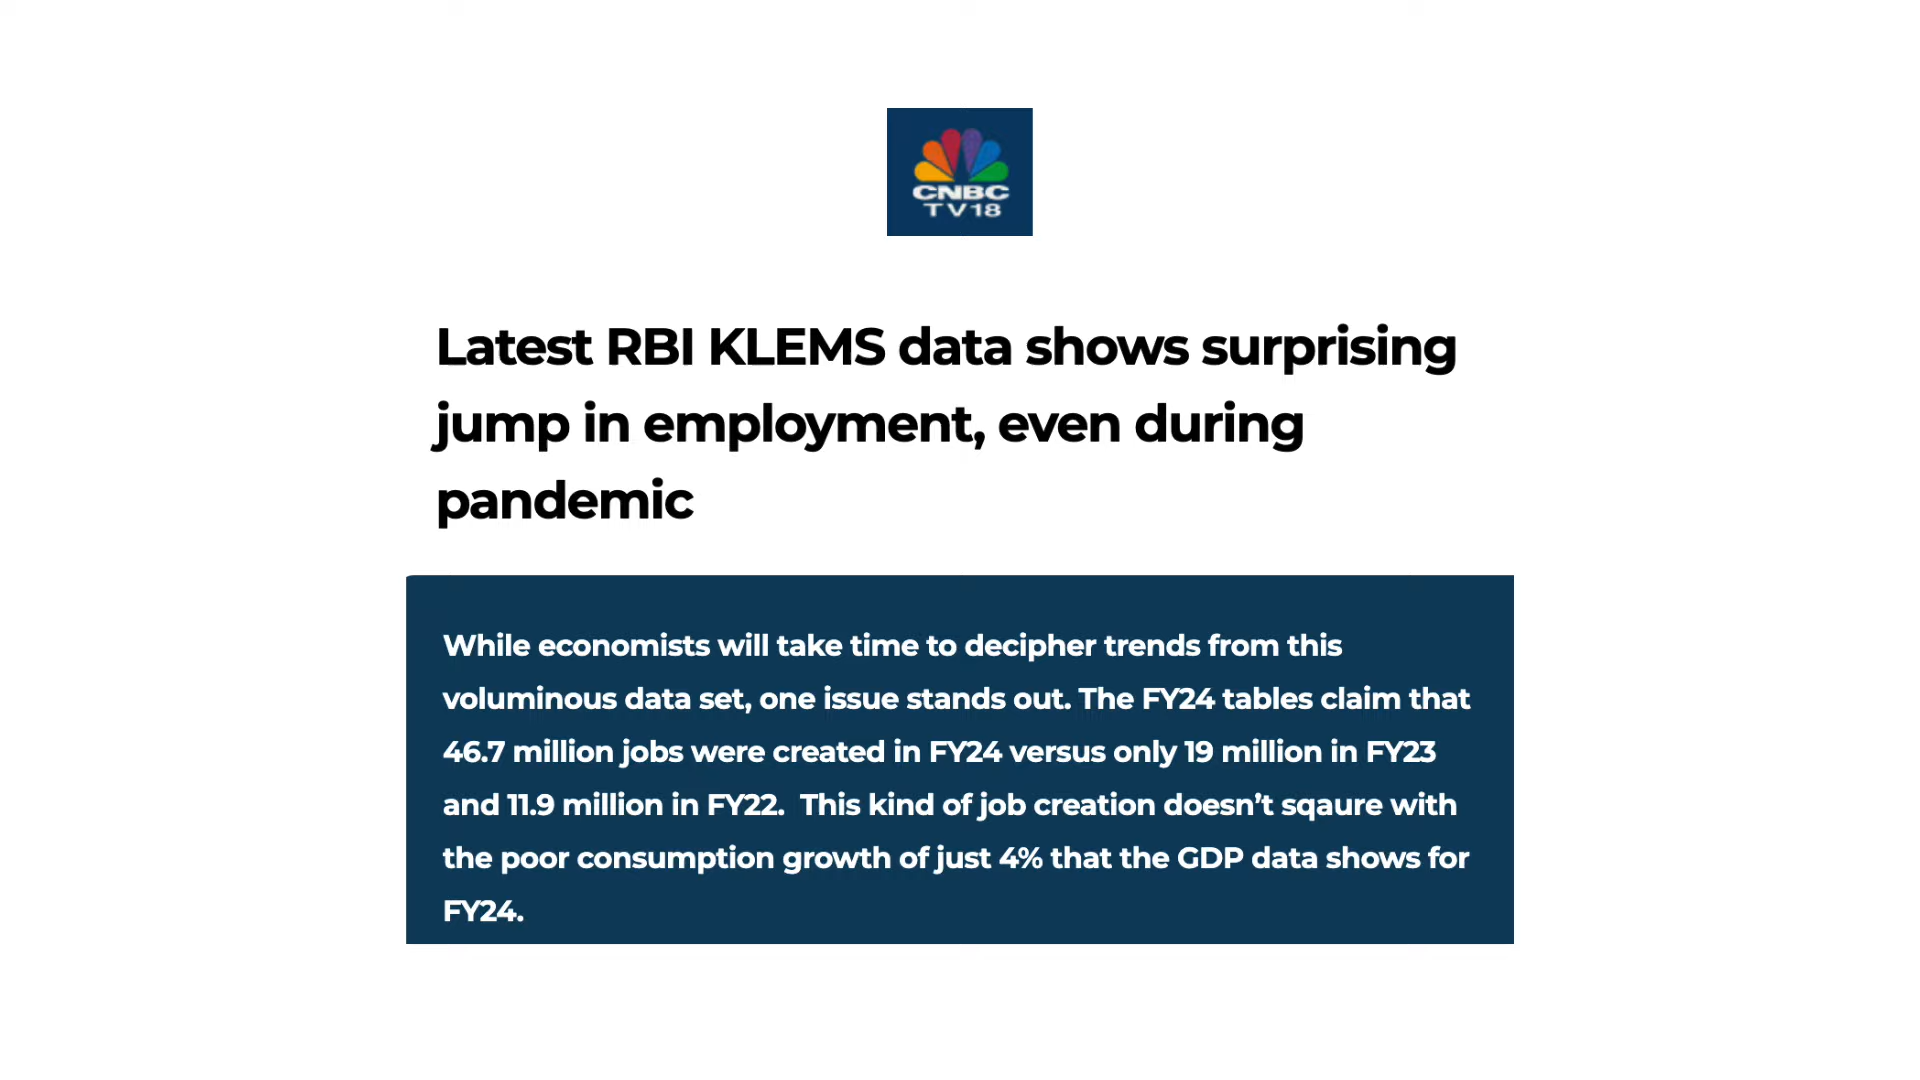 CNBC
TV18
Latest RBI KLEMS data shows surprising
jump in employment, even during
pandemic
While economists will take time to decipher trends from this
voluminous data set, one issue stands out. The FY24 tables claim that
46.7 million jobs were created in FY24 versus only 19 million in FY23
and 11.9 million in FY22.  This kind of job creation doesn’t sqaure with
the poor consumption growth of just 4% that the GDP data shows for
FY24.